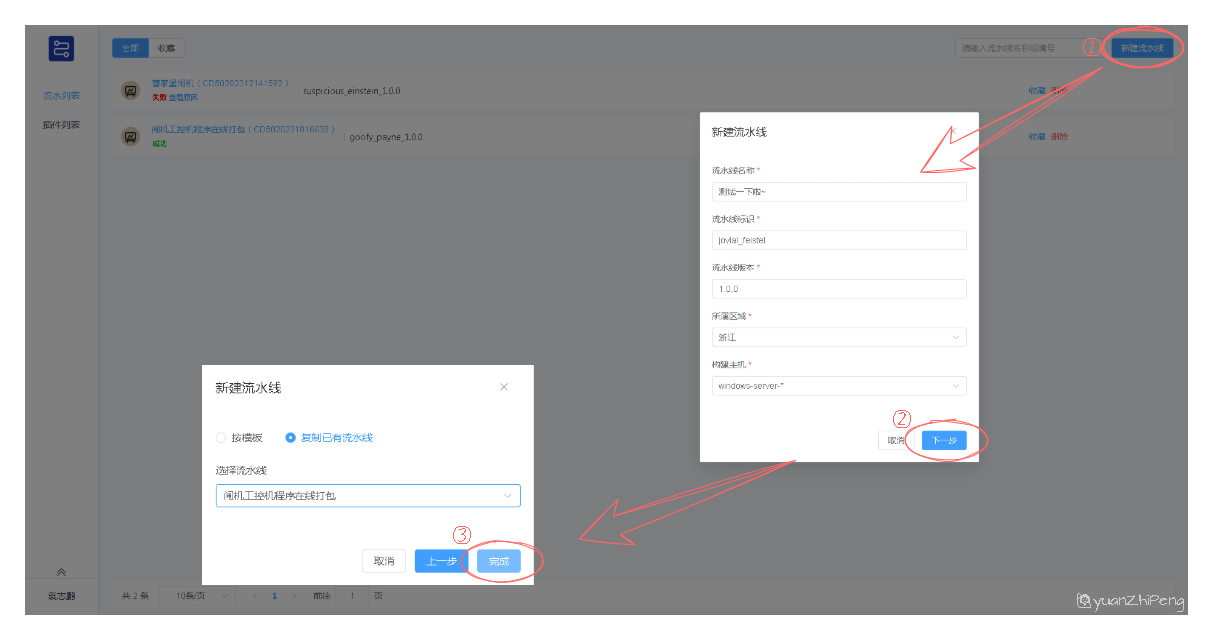 全部 收藏
请输入流水线名称或编号
① 新建流水线
流水列表
插件列表
曹家堡闸机 ( CD50202312141592 )
suspicious_einstein_1.0.0
失败 查看原因
收藏 删除
闸机工控机程序在线打包 ( CD5020231016636 )
goofy_payne_1.0.0
成功
收藏 删除
新建流水线
流水线名称 *
测试一下啦~
流水线标识 *
jovial_feistel
流水线版本 *
1.0.0
所属区域 *
浙江
构建主机 *
windows-server-*
②
取消 下一步
新建流水线
按模板 复制已有流水线
选择流水线
闸机工控机程序在线打包
③
取消 上一步 完成
袁志鹏
共 2 条 10条/页 1 前往 1 页
yuanZhiPeng